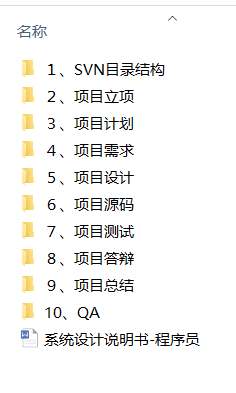 名称
1、SVN目录结构
2、项目立项
3、项目计划
4、项目需求
5、项目设计
6、项目源码
7、项目测试
8、项目答辩
9、项目总结
10、QA
系统设计说明书-程序员